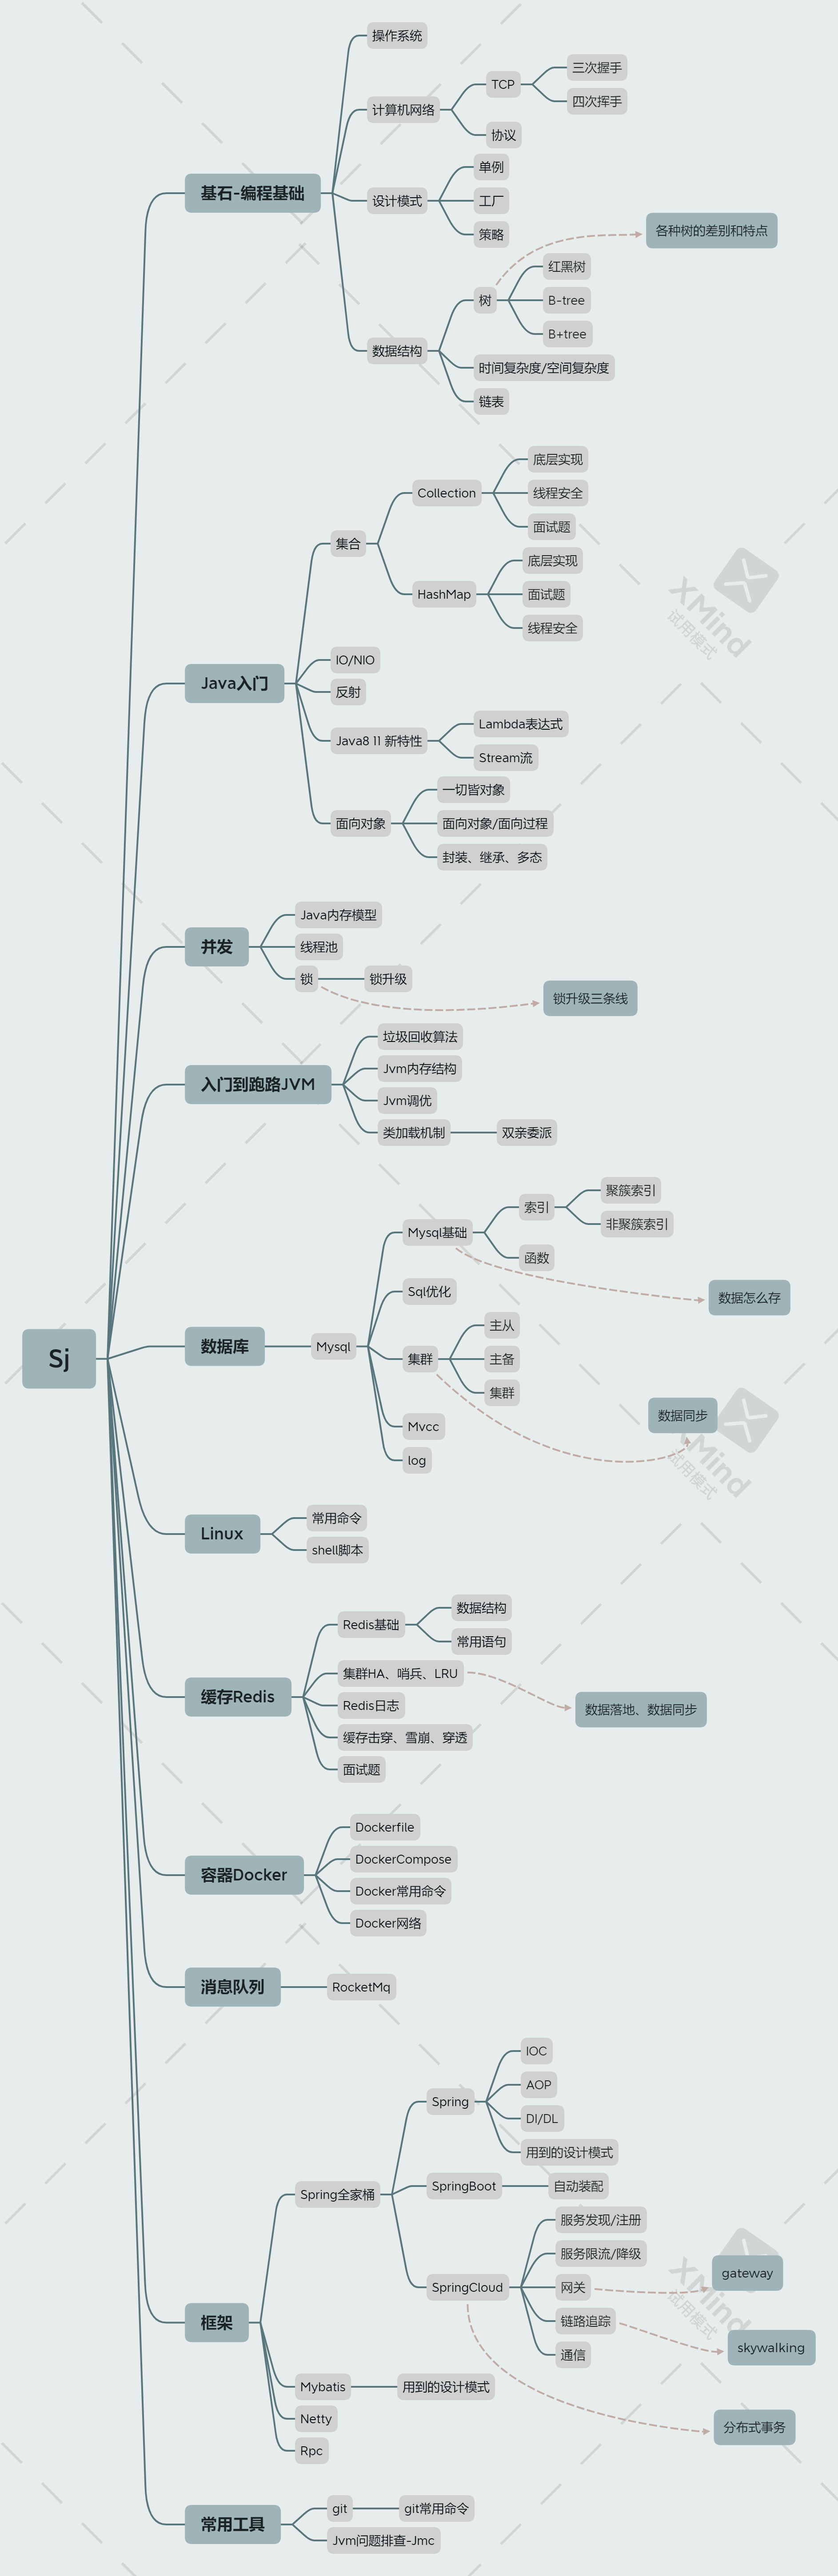 操作系统
三次握手
TCP
四次挥手
计算机网络
协议
单例
基石-编程基础
设计模式
工厂
策略
各种树的差别和特点
红黑树
树
B-tree
B+tree
数据结构
时间复杂度/空间复杂度
链表
底层实现
Collection
线程安全
面试题
集合
底层实现
HashMap
面试题
线程安全
XMind
试用模式
IO/NIO
Java入门
反射
Lambda表达式
Java8 11 新特性
Stream流
一切皆对象
面向对象
面向对象/面向过程
封装、继承、多态
Java内存模型
并发
线程池
锁
锁升级
锁升级三条线
垃圾回收算法
Jvm内存结构
入门到跑路JVM
Jvm调优
类加载机制
双亲委派
聚簇索引
索引
非聚簇索引
Mysql基础
函数
数据怎么存
Sql优化
主从
数据库
Mysql
Sj
集群
主备
集群
数据同步
XMind
试用模式
Mvcc
log
常用命令
Linux
shell脚本
数据结构
Redis基础
常用语句
集群HA、哨兵、LRU
缓存Redis
Redis日志
数据落地、数据同步
缓存击穿、雪崩、穿透
面试题
Dockerfile
DockerCompose
容器Docker
Docker常用命令
Docker网络
消息队列
RocketMq
IOC
AOP
Spring
DI/DL
用到的设计模式
Spring全家桶
SpringBoot
自动装配
服务发现/注册
服务限流/降级
gateway
SpringCloud
网关
XMind
试用模式
框架
链路追踪
skywalking
通信
Mybatis
用到的设计模式
Netty
分布式事务
Rpc
git
git常用命令
常用工具
Jvm问题排查-Jmc